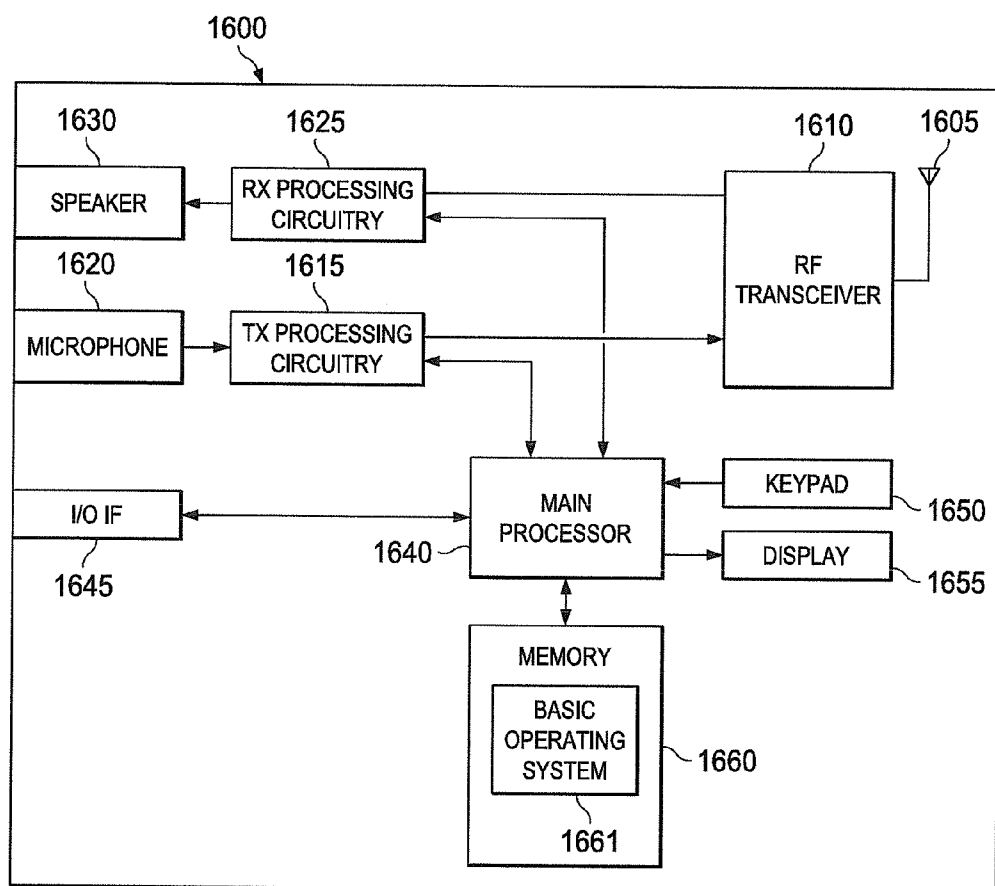 1600
1630
1625
1610
1605
SPEAKER
RX PROCESSING
CIRCUITRY
RF
TRANSCEIVER
1620
1615
MICROPHONE
TX PROCESSING
CIRCUITRY
I/O IF
1645
MAIN
PROCESSOR
1640
KEYPAD
1650
DISPLAY
1655
MEMORY
BASIC
OPERATING
SYSTEM
1660
1661